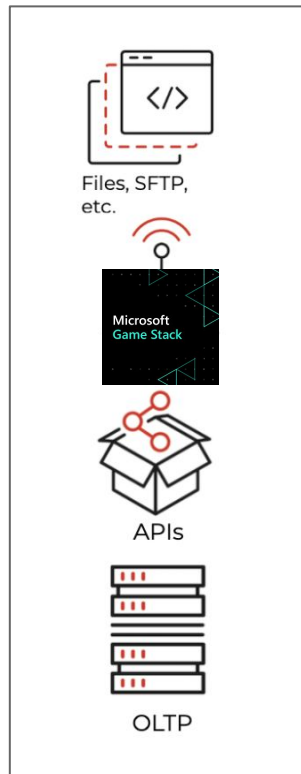 </>
Files, SFTP,
etc.
Microsoft
Game Stack
APIs
OLTP